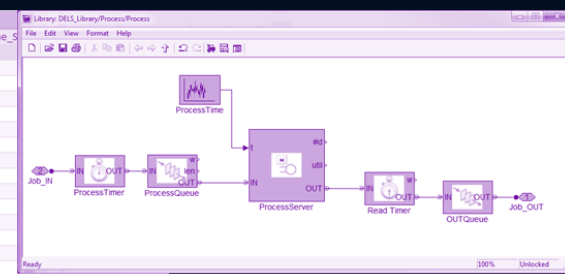 Library: DELS_Library/Process/Process
File Edit View Format Help
ProcessTime
t
#d
util
IN
OUT
ProcessServer
2
Job_IN
IN
OUT
ProcessTimer
IN
w
len
OUT
ProcessQueue
IN
w
OUT
Read Timer
IN
OUT
OUTQueue
1
Job_OUT
Ready
100%
Unlocked